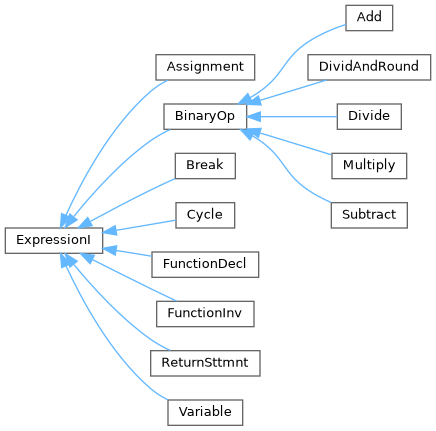 Add
Assignment
DividAndRound
BinaryOp
Divide
Break
Multiply
Cycle
Subtract
ExpressionI
FunctionDecl
FunctionInv
ReturnSttmnt
Variable